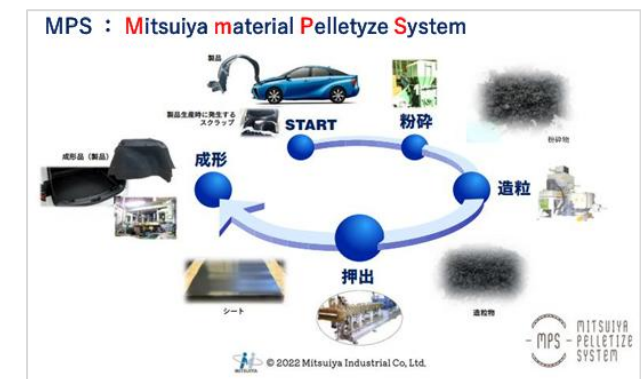 MPS : Mitsuiya material Pelletyze System
製品
製品生産時に発生する
スクラップ
START
粉砕
粉砕物
成形品(製品)
成形
造粒
押出
シート
造粒物
MITSUIYA
© 2022 Mitsuiya Industrial Co, Ltd.
- MPS -
MITSUIYA
PELLETIZE
SYSTEM